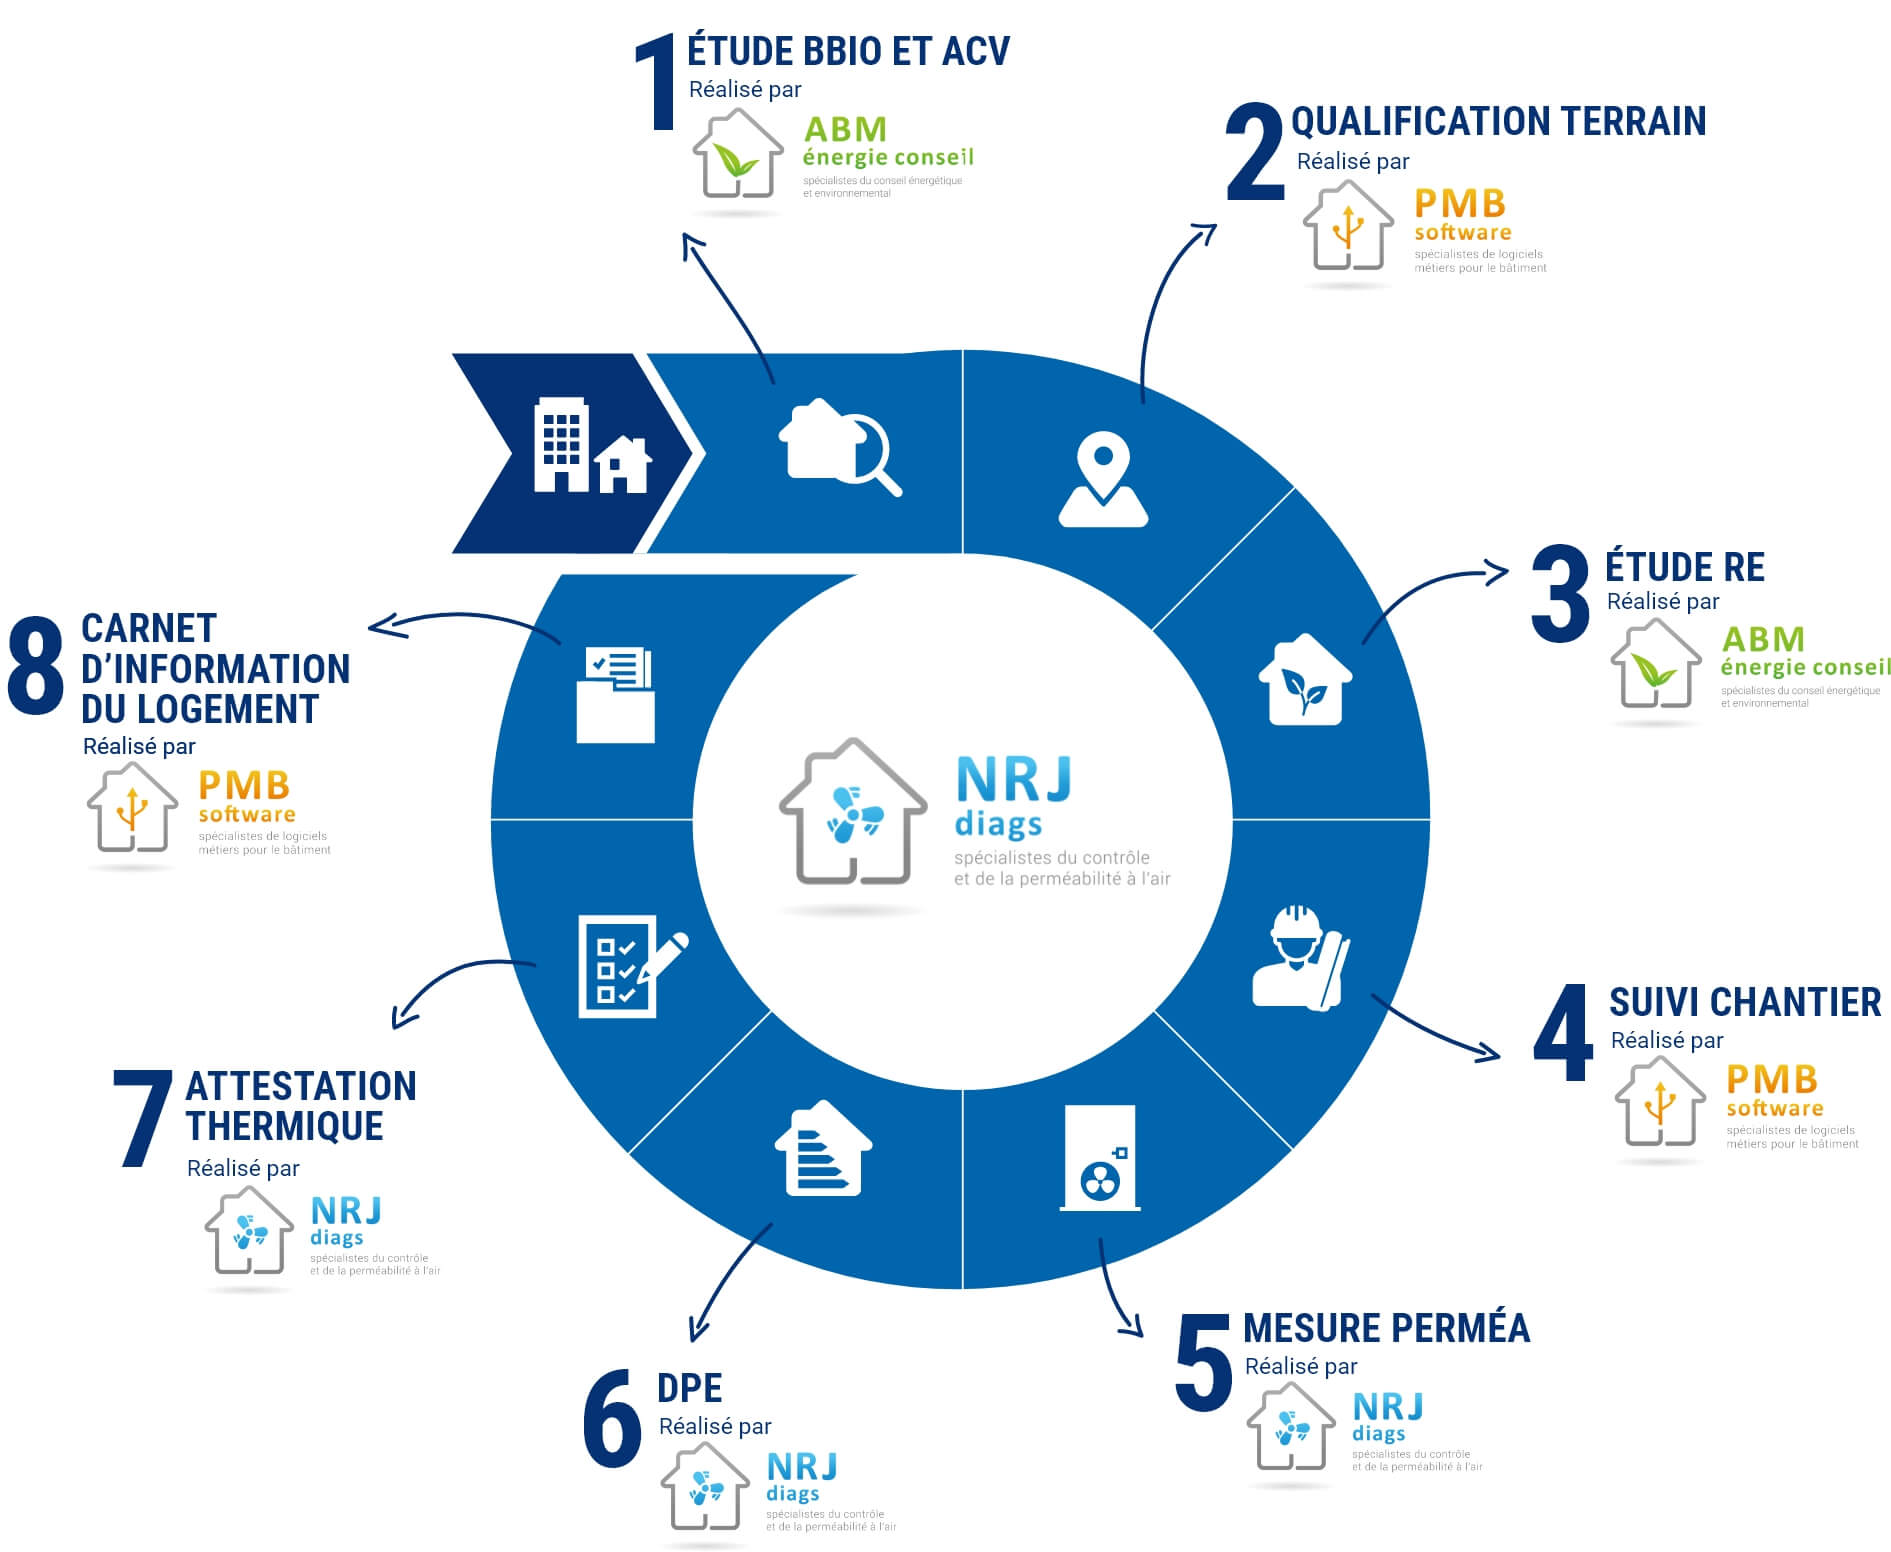 1
ÉTUDE BBIO ET ACV
Réalisé par
ABM
énergie conseil
spécialistes du conseil énergétique
et environnemental
2
QUALIFICATION TERRAIN
Réalisé par
PMB
software
spécialistes de logiciels
métiers pour le bâtiment
3
ÉTUDE RE
Réalisé par
ABM
énergie conseil
spécialistes du conseil énergétique
et environnemental
4
SUIVI CHANTIER
Réalisé par
PMB
software
spécialistes de logiciels
métiers pour le bâtiment
5
MESURE PERMÉA
Réalisé par
NRJ
diags
spécialistes du contrôle
et de la perméabilité à l'air
6
DPE
Réalisé par
NRJ
diags
spécialistes du contrôle
et de la perméabilité à l'air
7
ATTESTATION
THERMIQUE
Réalisé par
NRJ
diags
spécialistes du contrôle
et de la perméabilité à l'air
8
CARNET
D’INFORMATION
DU LOGEMENT
Réalisé par
PMB
software
spécialistes de logiciels
métiers pour le bâtiment
NRJ
diags
spécialistes du contrôle
et de la perméabilité à l'air